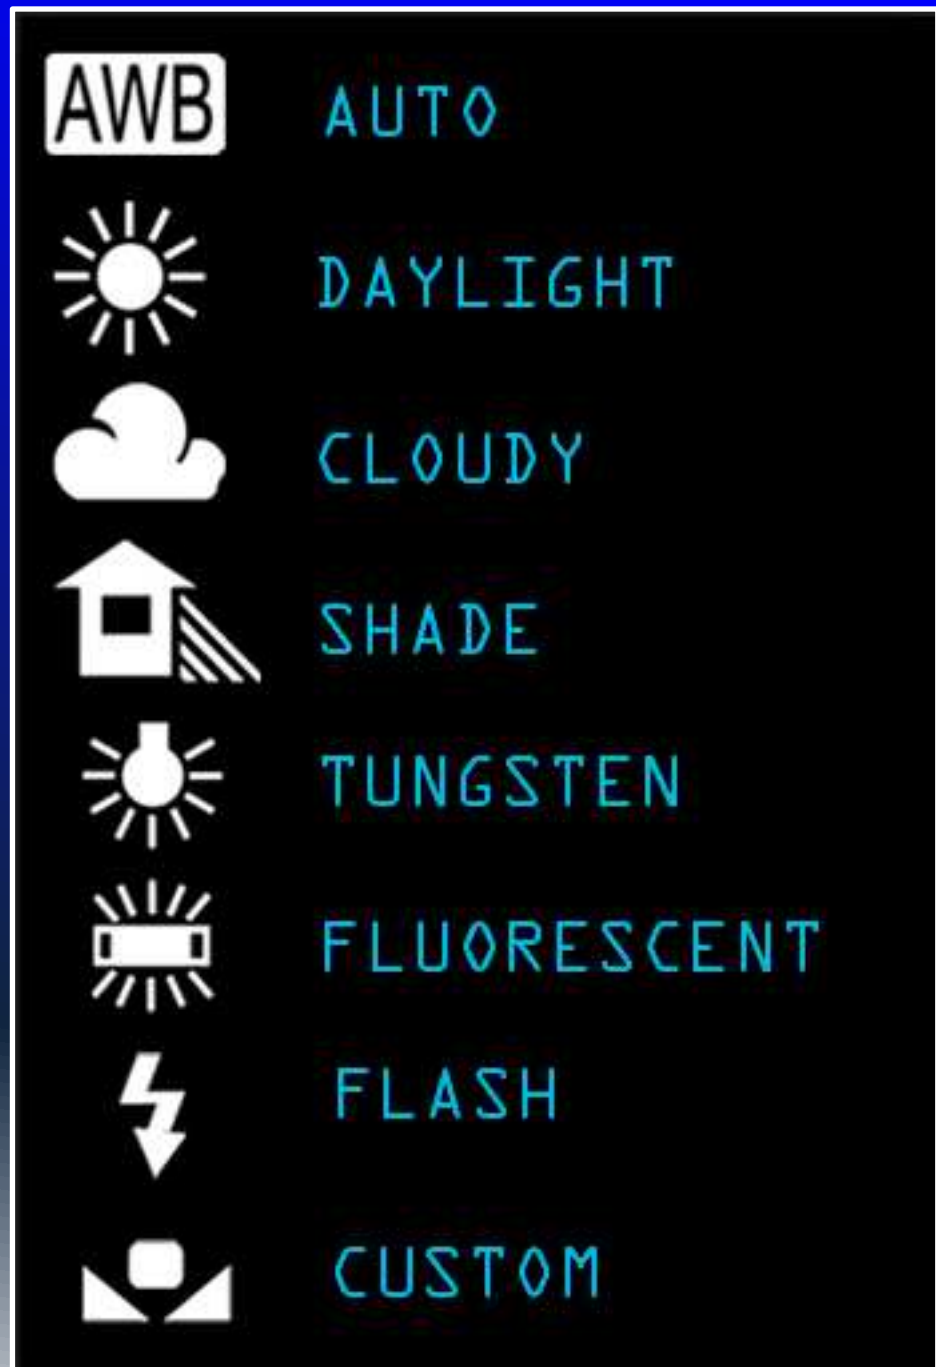 AWB AUTO
DAYLIGHT
CLOUDY
SHADE
TUNGSTEN
FLUORESCENT
FLASH
CUSTOM